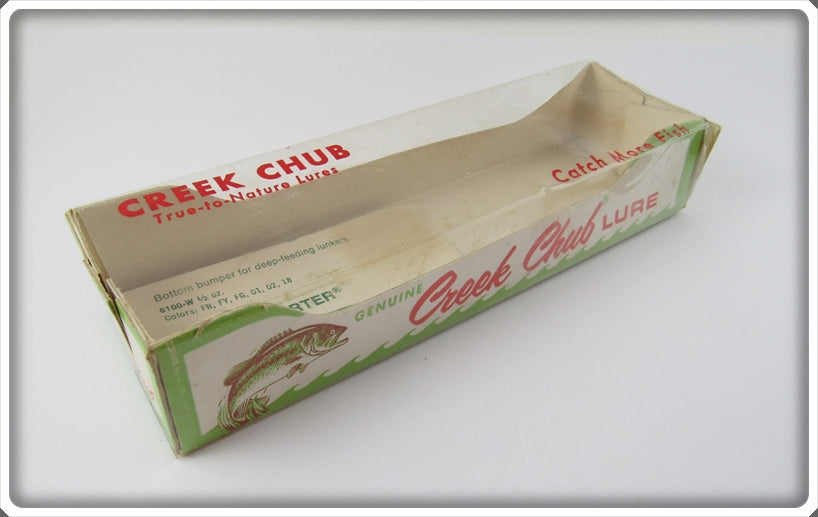 CREEK CHUB
True-to-Nature Lures
Catch More Fish
Bottom bumper for deep-feeding lunkers.
6100-W 1/2 oz.
Colors: FR, FY, FG, 01, 02, 18
GENUINE Creek Chub® LURE